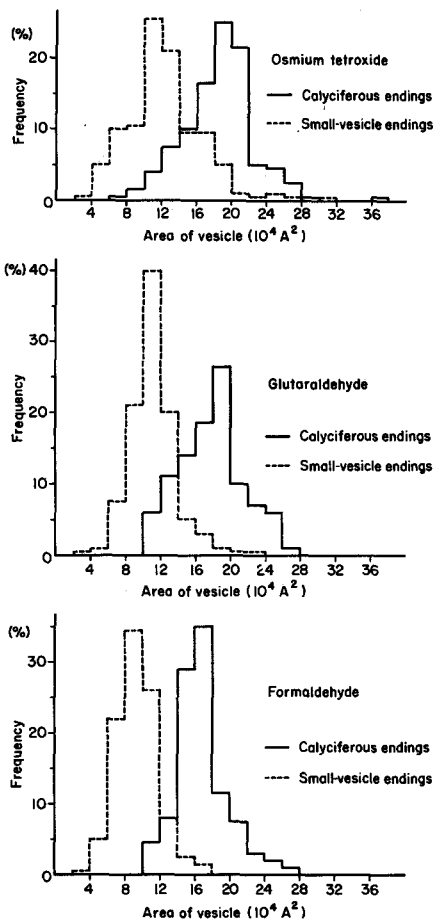 (%)
20
10
0
Frequency
Osmium tetroxide
Calyciferous endings
Small-vesicle endings
4 8 12 16 20 24 28 32 36
Area of vesicle (10⁴ A²)
(%) 40
30
20
10
0
Frequency
Glutaraldehyde
Calyciferous endings
Small-vesicle endings
4 8 12 16 20 24 28 32 36
Area of vesicle (10⁴ A²)
(%)
30
20
10
0
Frequency
Formaldehyde
Calyciferous endings
Small-vesicle endings
4 8 12 16 20 24 28 32 36
Area of vesicle (10⁴ A²)